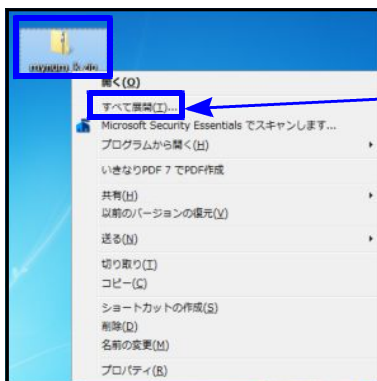 開く(O)
すべて展開(T)...
Microsoft Security Essentials でスキャンします...
プログラムから開く(H)
いきなりPDF 7 でPDF作成
共有(H)
以前のバージョンの復元(V)
送る(N)
切り取り(T)
コピー(C)
ショートカットの作成(S)
削除(D)
名前の変更(M)
プロパティ(R)